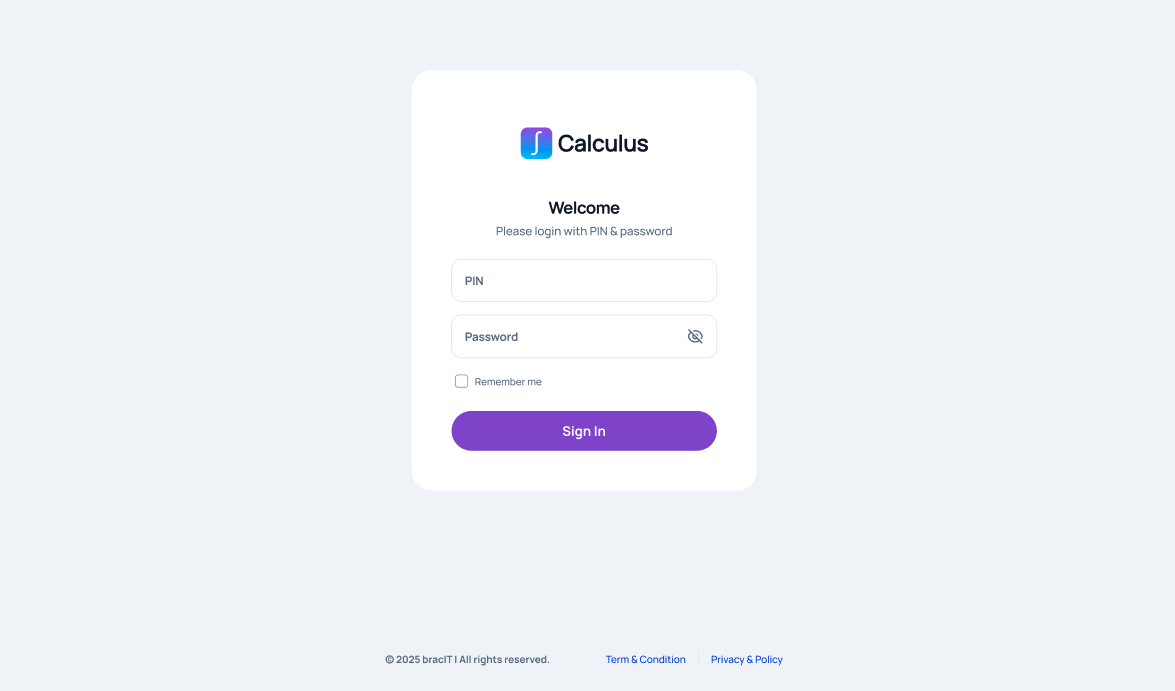 ∫ Calculus
Welcome
Please login with PIN & password
PIN
Password
Remember me
Sign In
© 2025 bracIT | All rights reserved. Term & Condition Privacy & Policy